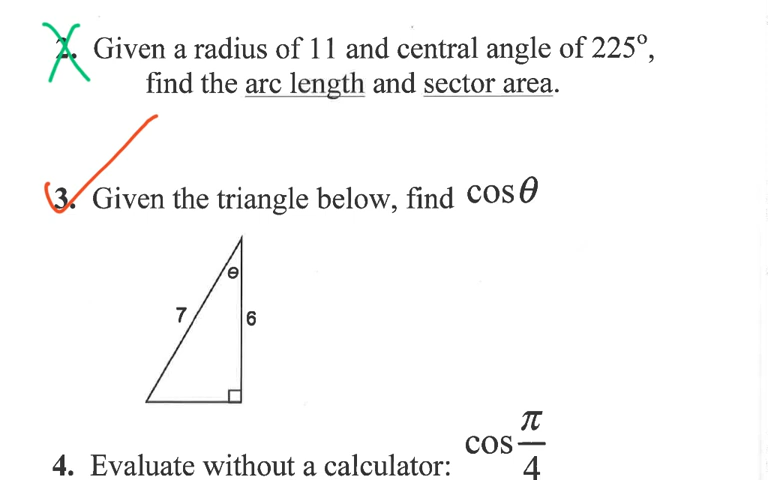 2. Given a radius of 11 and central angle of 225°,
find the arc length and sector area.
3. Given the triangle below, find cos θ
θ
7
6
4. Evaluate without a calculator: cos π/4